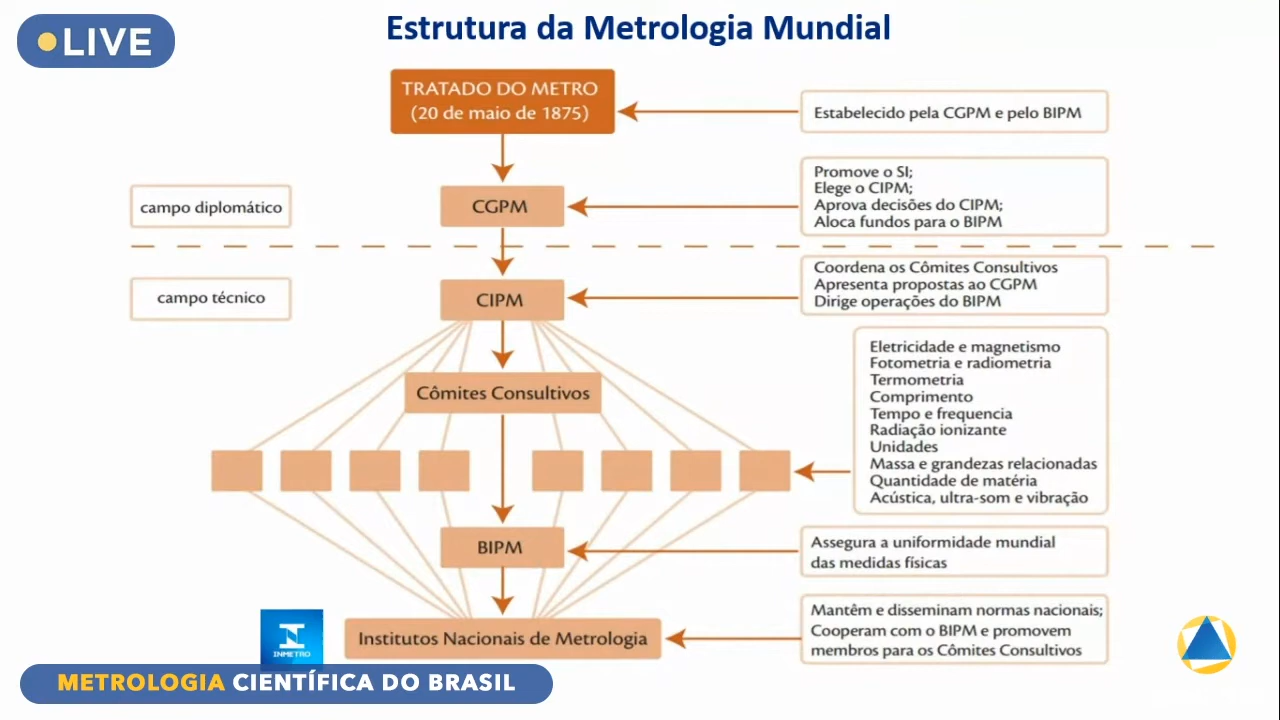 LIVE
Estrutura da Metrologia Mundial
TRATADO DO METRO
(20 de maio de 1875)
Estabelecido pela CGPM e pelo BIPM
campo diplomático
CGPM
Promove o SI;
Elege o CIPM;
Aprova decisões do CIPM;
Aloca fundos para o BIPM
campo técnico
CIPM
Coordena os Cômites Consultivos
Apresenta propostas ao CGPM
Dirige operações do BIPM
Cômites Consultivos
Eletricidade e magnetismo
Fotometria e radiometria
Termometria
Comprimento
Tempo e frequencia
Radiação ionizante
Unidades
Massa e grandezas relacionadas
Quantidade de matéria
Acústica, ultra-som e vibração
BIPM
Assegura a uniformidade mundial
das medidas físicas
Institutos Nacionais de Metrologia
Mantêm e disseminam normas nacionais;
Cooperam com o BIPM e promovem
membros para os Cômites Consultivos
INMETRO
METROLOGIA CIENTÍFICA DO BRASIL